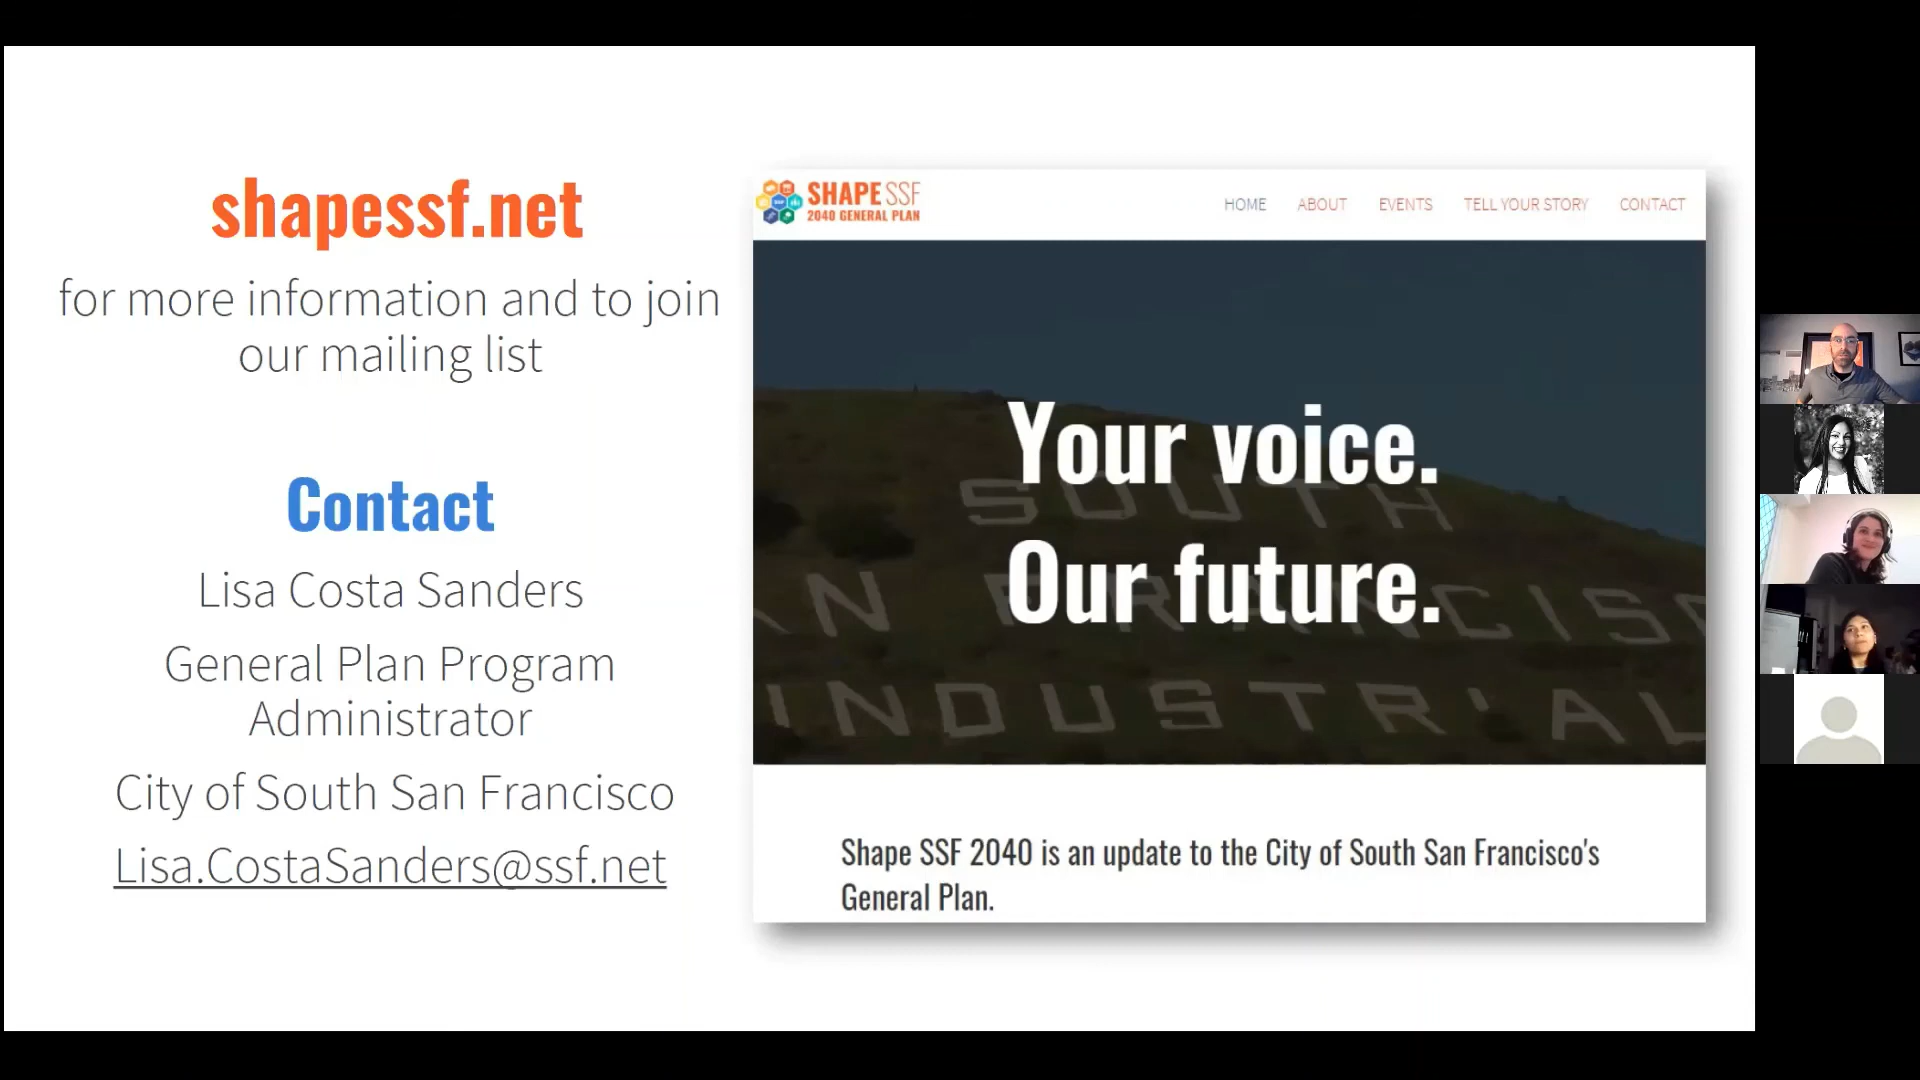 shapessf.net
for more information and to join
our mailing list
Contact
Lisa Costa Sanders
General Plan Program
Administrator
City of South San Francisco
Lisa.CostaSanders@ssf.net
SHAPE SSF
2040 GENERAL PLAN
HOME ABOUT EVENTS TELL YOUR STORY CONTACT
Your voice.
SOUTH
Our future.
AN FRANCISC
INDUSTRIAL
Shape SSF 2040 is an update to the City of South San Francisco's
General Plan.